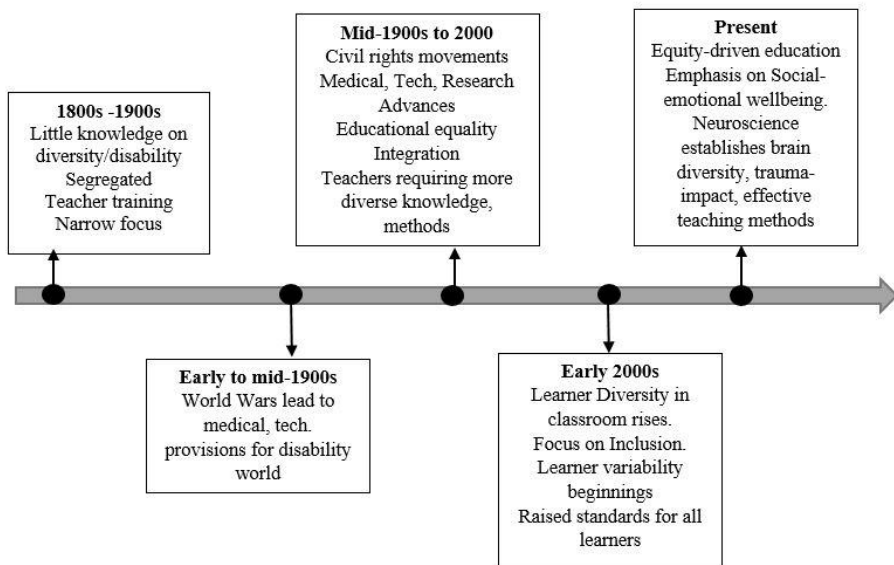 1800s -1900s
Little knowledge on
diversity/disability
Segregated
Teacher training
Narrow focus
Early to mid-1900s
World Wars lead to
medical, tech.
provisions for disability
world
Mid-1900s to 2000
Civil rights movements
Medical, Tech, Research
Advances
Educational equality
Integration
Teachers requiring more
diverse knowledge,
methods
Early 2000s
Learner Diversity in
classroom rises.
Focus on Inclusion.
Learner variability
beginnings
Raised standards for all
learners
Present
Equity-driven education
Emphasis on Social-
emotional wellbeing.
Neuroscience
establishes brain
diversity, trauma-
impact, effective
teaching methods